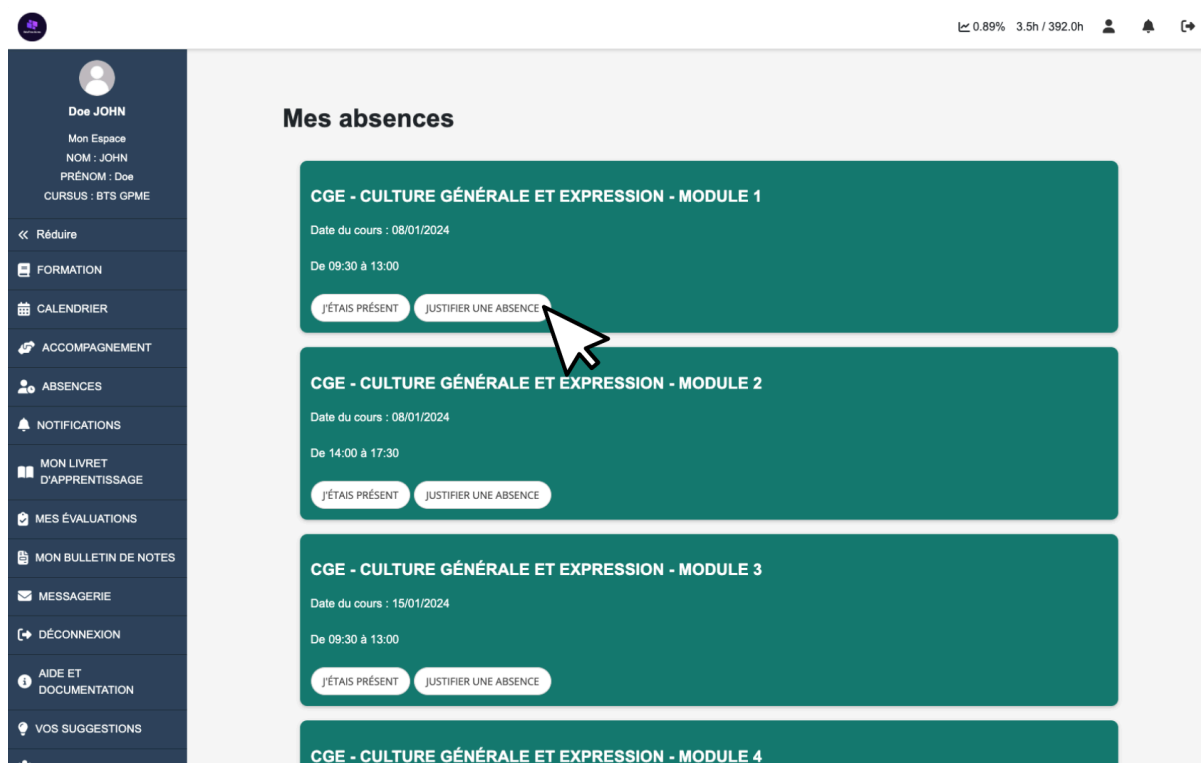 0.89% 3.5h / 392.0h
Doe JOHN
Mon Espace
NOM : JOHN
PRÉNOM : Doe
CURSUS : BTS GPME
Réduire
FORMATION
CALENDRIER
ACCOMPAGNEMENT
ABSENCES
NOTIFICATIONS
MON LIVRET
D'APPRENTISSAGE
MES ÉVALUATIONS
MON BULLETIN DE NOTES
MESSAGERIE
DÉCONNEXION
AIDE ET
DOCUMENTATION
VOS SUGGESTIONS
Mes absences
CGE - CULTURE GÉNÉRALE ET EXPRESSION - MODULE 1
Date du cours : 08/01/2024
De 09:30 à 13:00
J'ÉTAIS PRÉSENT JUSTIFIER UNE ABSENCE
CGE - CULTURE GÉNÉRALE ET EXPRESSION - MODULE 2
Date du cours : 08/01/2024
De 14:00 à 17:30
J'ÉTAIS PRÉSENT JUSTIFIER UNE ABSENCE
CGE - CULTURE GÉNÉRALE ET EXPRESSION - MODULE 3
Date du cours : 15/01/2024
De 09:30 à 13:00
J'ÉTAIS PRÉSENT JUSTIFIER UNE ABSENCE
CGE - CULTURE GÉNÉRALE ET EXPRESSION - MODULE 4